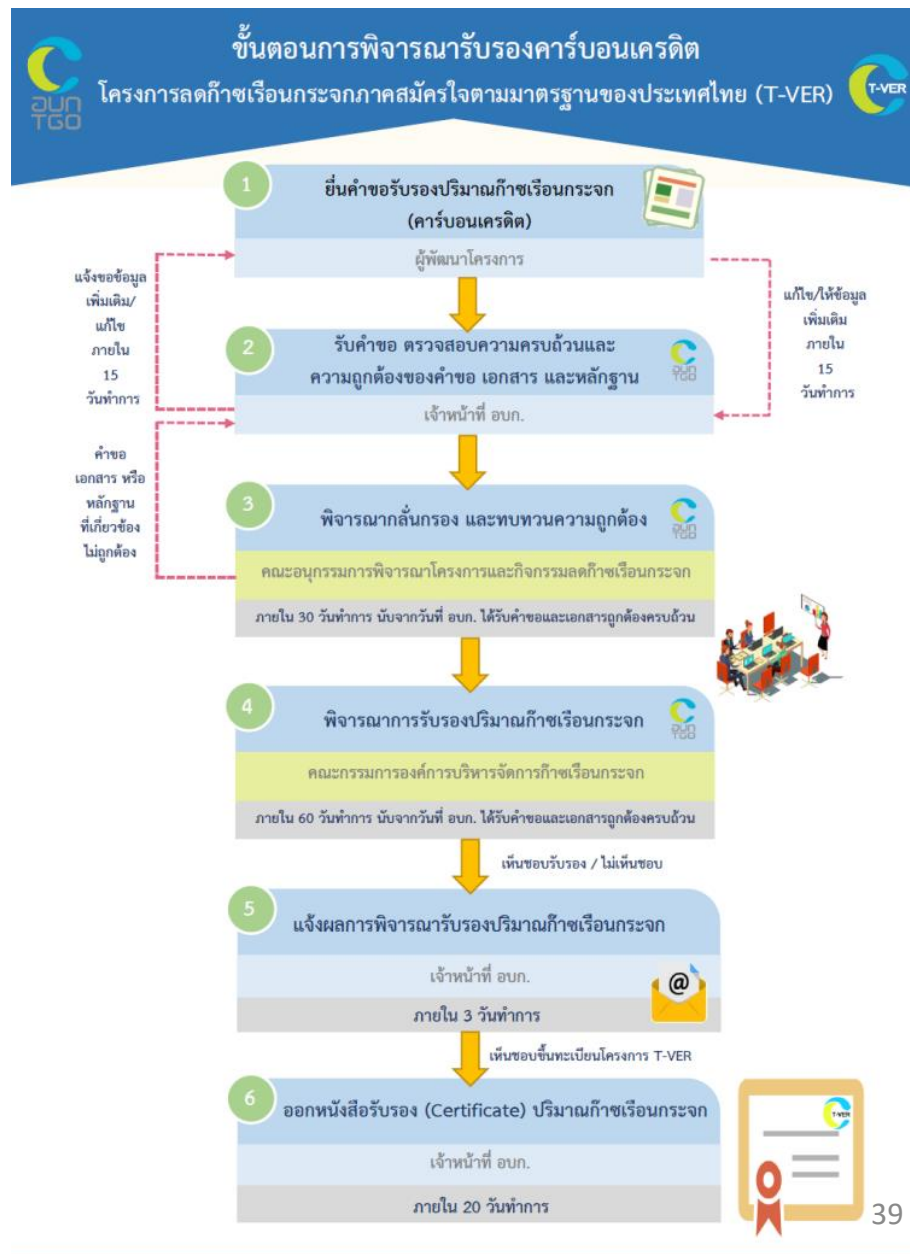 ขั้นตอนการพิจารณารับรองคาร์บอนเครดิต
โครงการลดก๊าซเรือนกระจกภาคสมัครใจตามมาตรฐานของประเทศไทย (T-VER)
อบก
TGO
T-VER
1
ยื่นคำขอรับรองปริมาณก๊าซเรือนกระจก
(คาร์บอนเครดิต)
ผู้พัฒนาโครงการ
แจ้งขอข้อมูล
เพิ่มเติม/
แก้ไข
ภายใน
15
วันทำการ
แก้ไข/ให้ข้อมูล
เพิ่มเติม
ภายใน
15
วันทำการ
2
รับคำขอ ตรวจสอบความครบถ้วนและ
ความถูกต้องของคำขอ เอกสาร และหลักฐาน
อบก
TGO
เจ้าหน้าที่ อบก.
คำขอ
เอกสาร หรือ
หลักฐาน
ที่เกี่ยวข้อง
ไม่ถูกต้อง
3
พิจารณากลั่นกรอง และทบทวนความถูกต้อง
อบก
TGO
คณะอนุกรรมการพิจารณาโครงการและกิจกรรมลดก๊าซเรือนกระจก
ภายใน 30 วันทำการ นับจากวันที่ อบก. ได้รับคำขอและเอกสารถูกต้องครบถ้วน
4
พิจารณาการรับรองปริมาณก๊าซเรือนกระจก
อบก
TGO
คณะกรรมการองค์การบริหารจัดการก๊าซเรือนกระจก
ภายใน 60 วันทำการ นับจากวันที่ อบก. ได้รับคำขอและเอกสารถูกต้องครบถ้วน
เห็นชอบรับรอง / ไม่เห็นชอบ
5
แจ้งผลการพิจารณารับรองปริมาณก๊าซเรือนกระจก
เจ้าหน้าที่ อบก.
@
ภายใน 3 วันทำการ
เห็นชอบขึ้นทะเบียนโครงการ T-VER
6
ออกหนังสือรับรอง (Certificate) ปริมาณก๊าซเรือนกระจก
เจ้าหน้าที่ อบก.
ภายใน 20 วันทำการ
T-VER
39